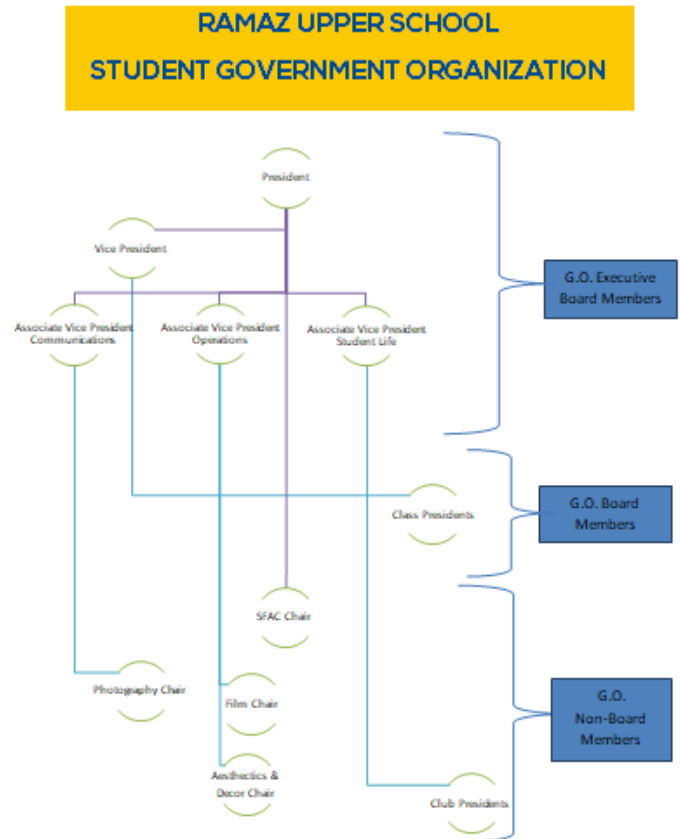 RAMAZ UPPER SCHOOL
STUDENT GOVERNMENT ORGANIZATION
President
Vice President
G.O. Executive
Board Members
Associate Vice President
Communications
Associate Vice President
Operations
Associate Vice President
Student Life
Class Presidents
G.O. Board
Members
SFAC Chair
Photography Chair
Film Chair
G.O.
Non-Board
Members
Aesthectics &
Decor Chair
Club Presidents